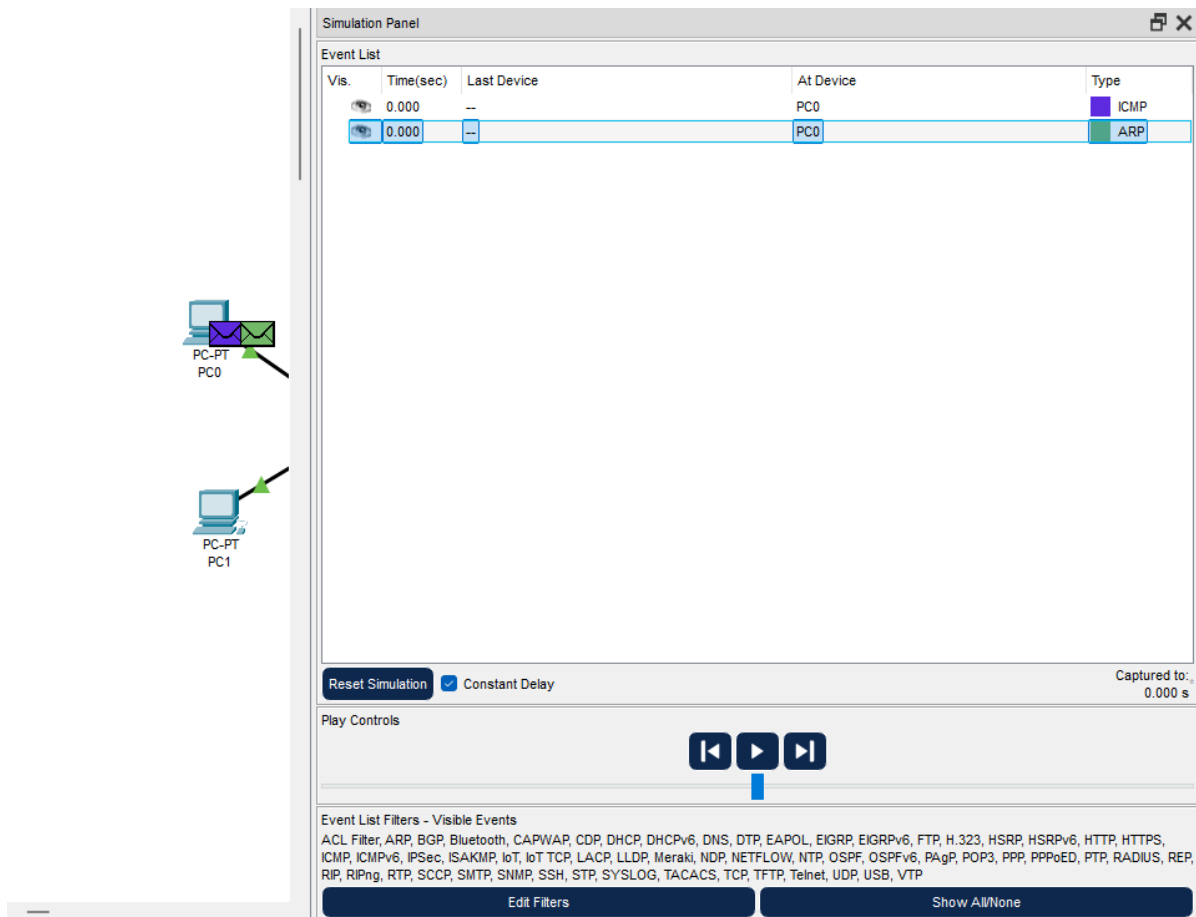 Simulation Panel
Event List
Vis. Time(sec) Last Device At Device Type
0.000 -- PC0 ICMP
0.000 -- PC0 ARP
PC-PT
PC0
PC-PT
PC1
Reset Simulation Constant Delay Captured to:
0.000 s
Play Controls
Event List Filters - Visible Events
ACL Filter, ARP, BGP, Bluetooth, CAPWAP, CDP, DHCP, DHCPv6, DNS, DTP, EAPOL, EIGRP, EIGRPv6, FTP, H.323, HSRP, HSRPv6, HTTP, HTTPS,
ICMP, ICMPv6, IPSec, ISAKMP, IoT, IoT TCP, LACP, LLDP, Meraki, NDP, NETFLOW, NTP, OSPF, OSPFv6, PAgP, POP3, PPP, PPPoED, PTP, RADIUS, REP,
RIP, RIPng, RTP, SCCP, SMTP, SNMP, SSH, STP, SYSLOG, TACACS, TCP, TFTP, Telnet, UDP, USB, VTP
Edit Filters Show All/None